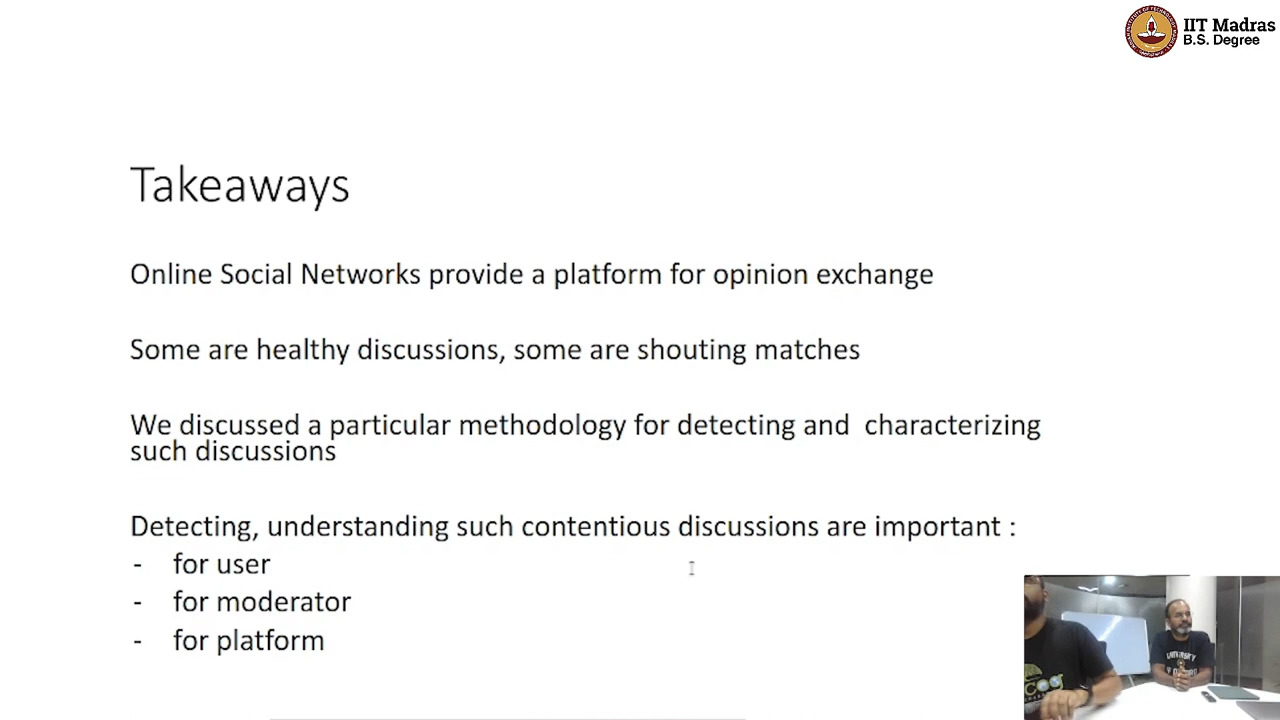 IIT Madras
B.S. Degree
Takeaways
Online Social Networks provide a platform for opinion exchange
Some are healthy discussions, some are shouting matches
We discussed a particular methodology for detecting and  characterizing
such discussions
Detecting, understanding such contentious discussions are important :
- for user
- for moderator
- for platform